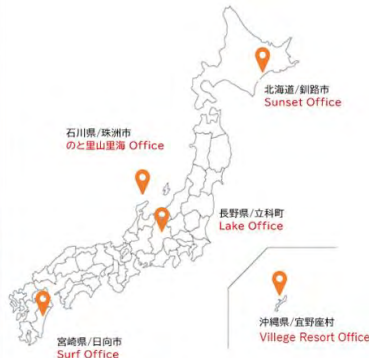 北海道/釧路市
Sunset Office
石川県/珠洲市
のと里山里海 Office
長野県/立科町
Lake Office
沖縄県/宜野座村
Villege Resort Office
宮崎県/日向市
Surf Office